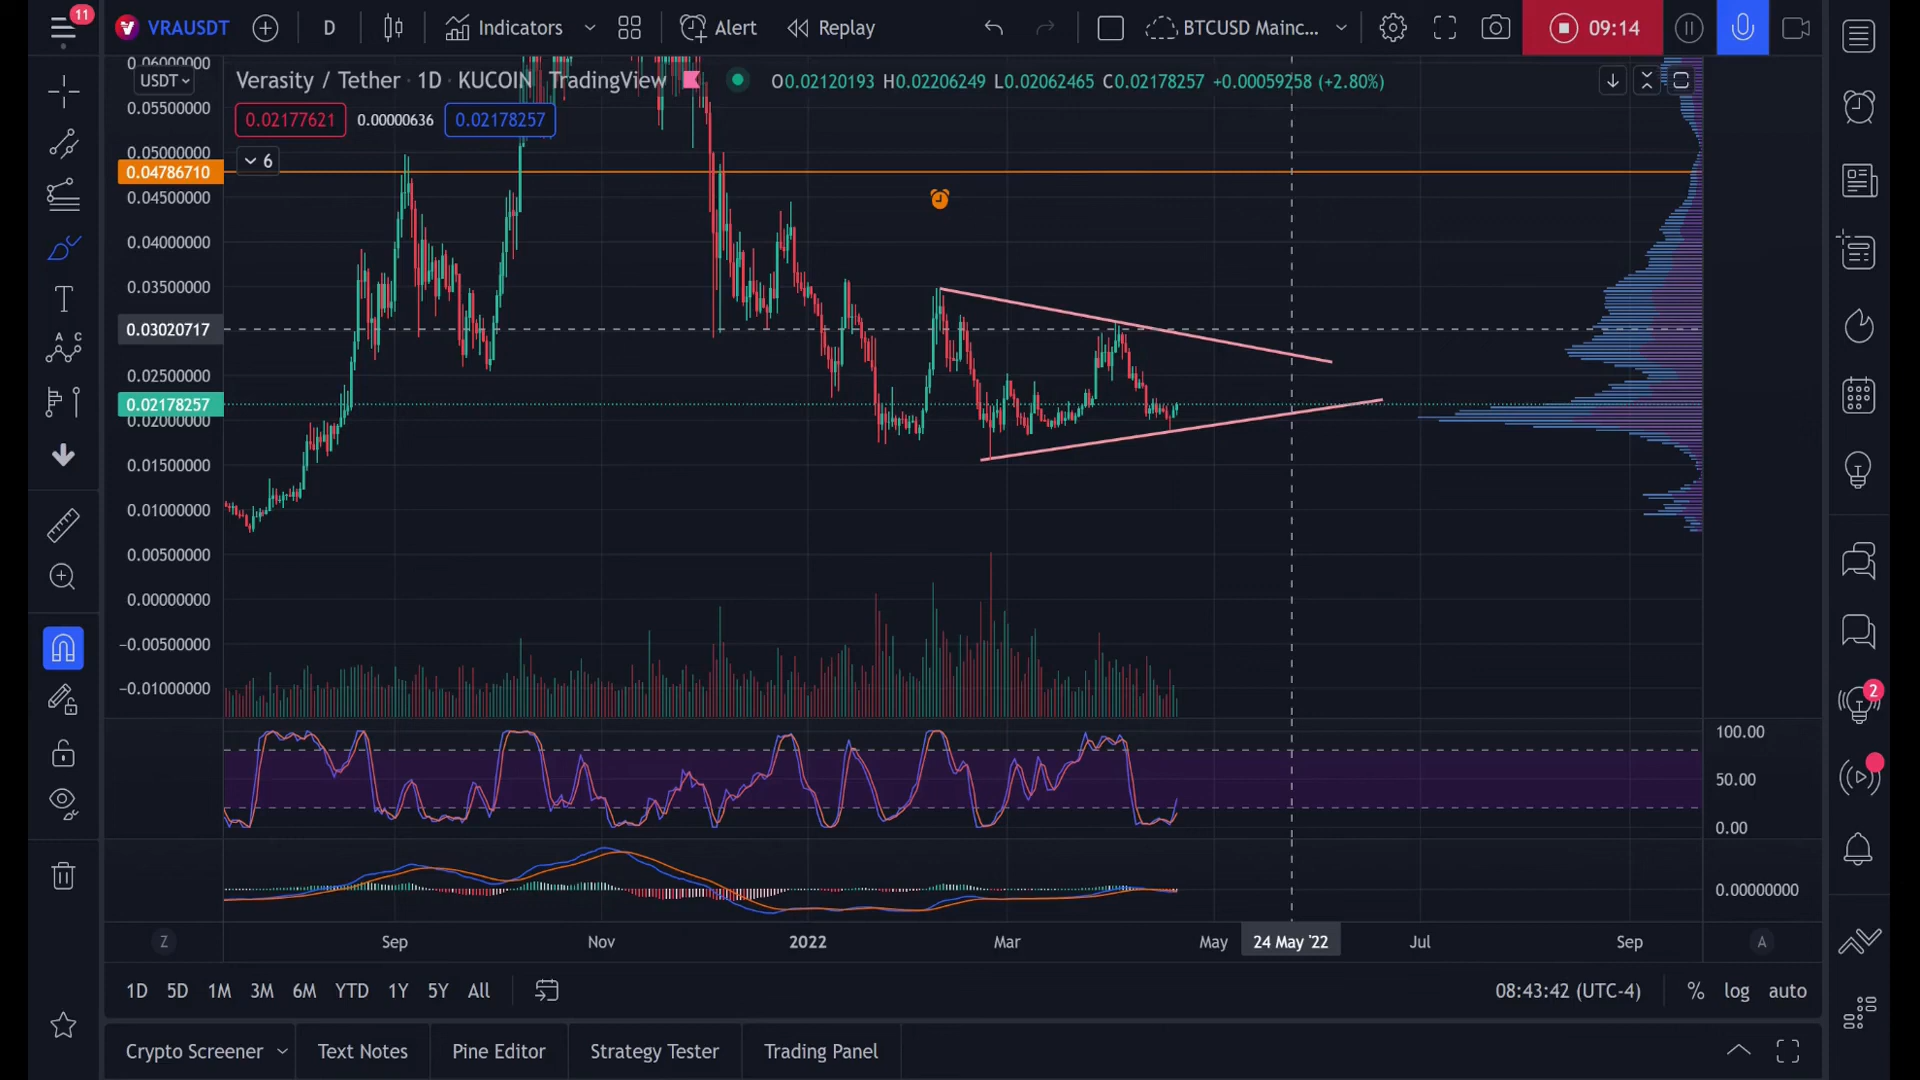 11
VRAUSDT
D
Indicators
Alert
Replay
BTCUSD Mainc...
09:14
USDT
Verasity / Tether · 1D · KUCOIN TradingView
O0.02120193 H0.02206249 L0.02062465 C0.02178257 +0.00059258 (+2.80%)
0.02177621 0.00000636 0.02178257
6
0.06000000
0.05500000
0.05000000
0.04786710
0.04500000
0.04000000
0.03500000
0.03020717
0.02500000
0.02178257
0.02000000
0.01500000
0.01000000
0.00500000
0.00000000
−0.00500000
−0.01000000
A C
2
100.00
50.00
0.00
0.00000000
Z
Sep
Nov
2022
Mar
May
24 May '22
Jul
Sep
A
1D 5D 1M 3M 6M YTD 1Y 5Y All
08:43:42 (UTC-4)
% log auto
Crypto Screener
Text Notes
Pine Editor
Strategy Tester
Trading Panel